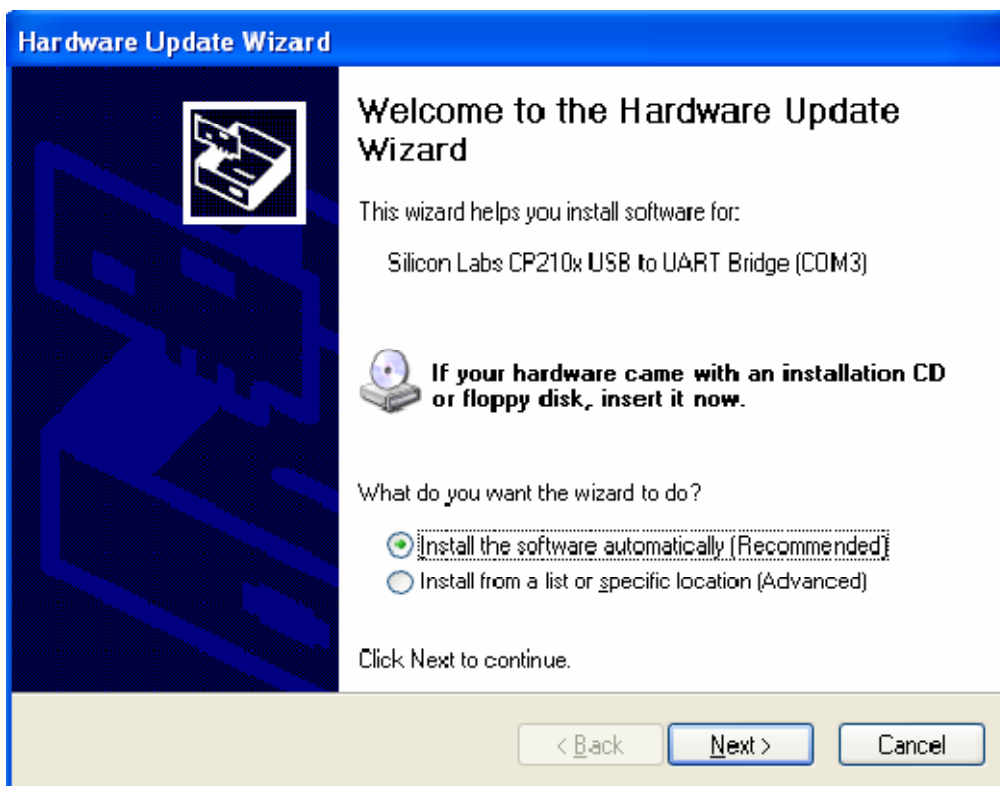 Hardware Update Wizard
Welcome to the Hardware Update
Wizard
This wizard helps you install software for:
Silicon Labs CP210x USB to UART Bridge (COM3)
If your hardware came with an installation CD
or floppy disk, insert it now.
What do you want the wizard to do?
Install the software automatically (Recommended)
Install from a list or specific location (Advanced)
Click Next to continue.
< Back
Next >
Cancel